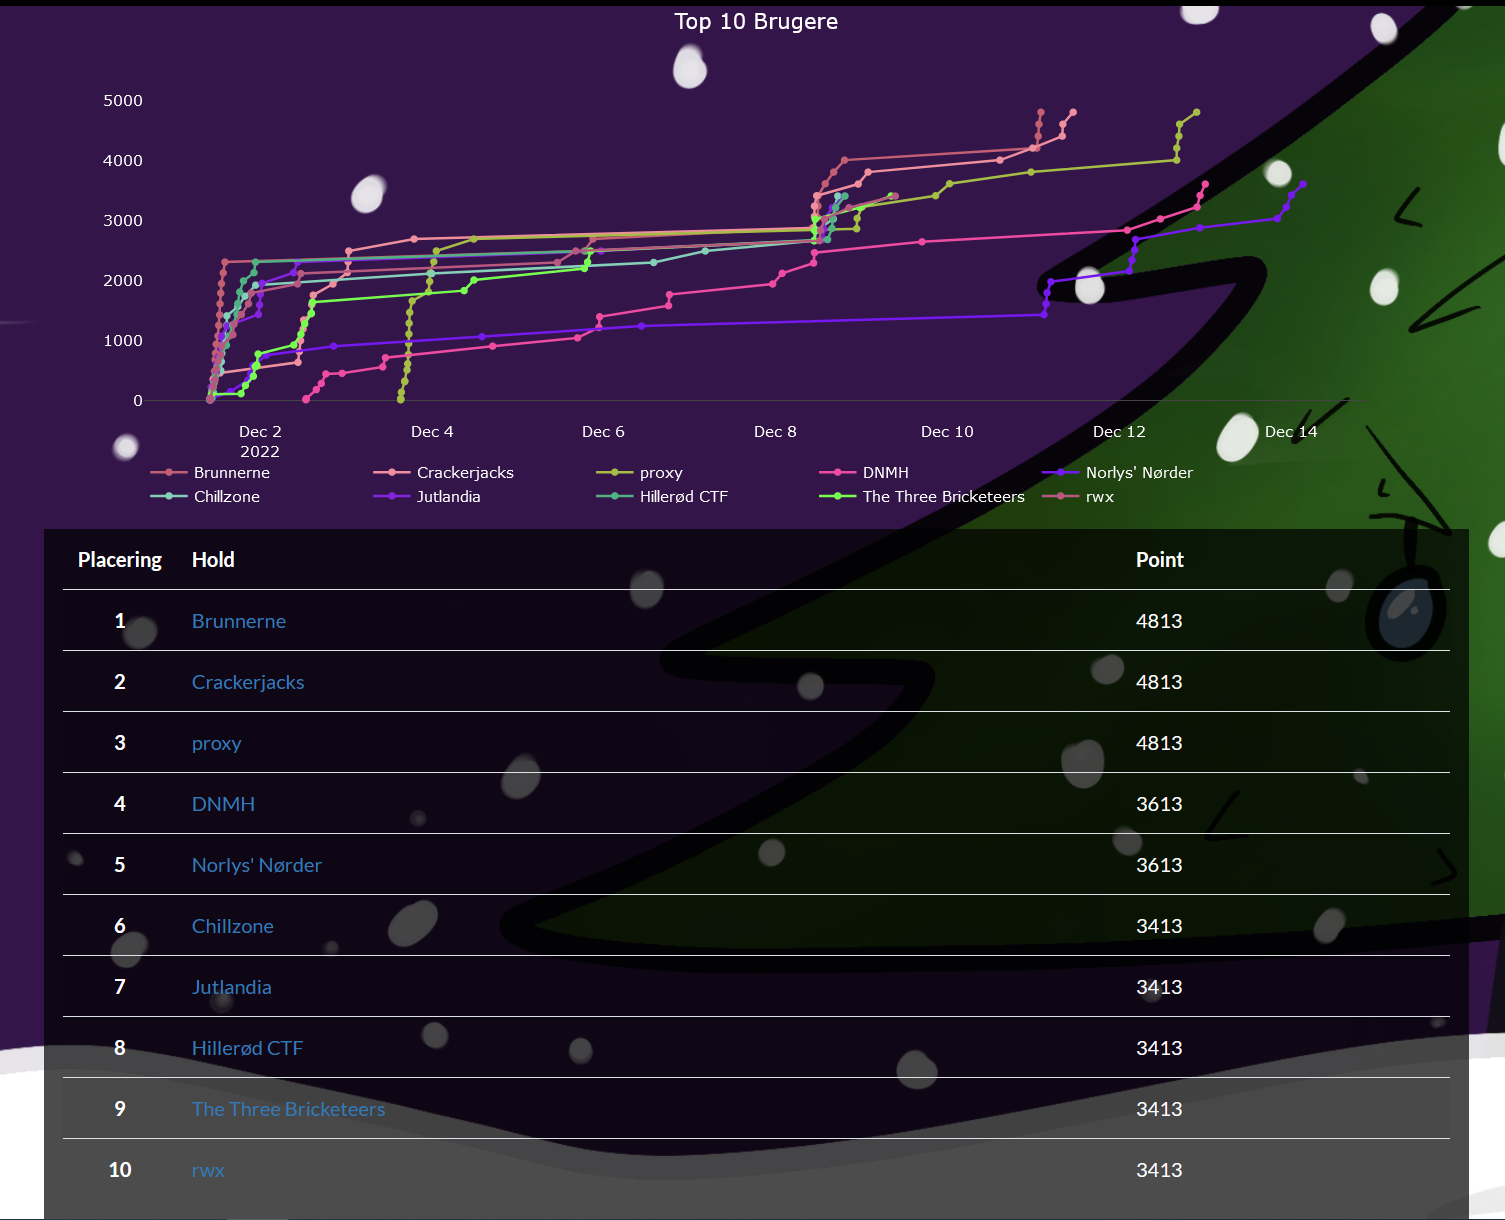 Top 10 Brugere
5000
4000
3000
2000
1000
0
Dec 2 Dec 4 Dec 6 Dec 8 Dec 10 Dec 12 Dec 14
2022
Brunnerne Crackerjacks proxy DNMH Norlys' Nørder
Chillzone Jutlandia Hillerød CTF The Three Bricketeers rwx
Placering Hold Point
1 Brunnerne 4813
2 Crackerjacks 4813
3 proxy 4813
4 DNMH 3613
5 Norlys' Nørder 3613
6 Chillzone 3413
7 Jutlandia 3413
8 Hillerød CTF 3413
9 The Three Bricketeers 3413
10 rwx 3413